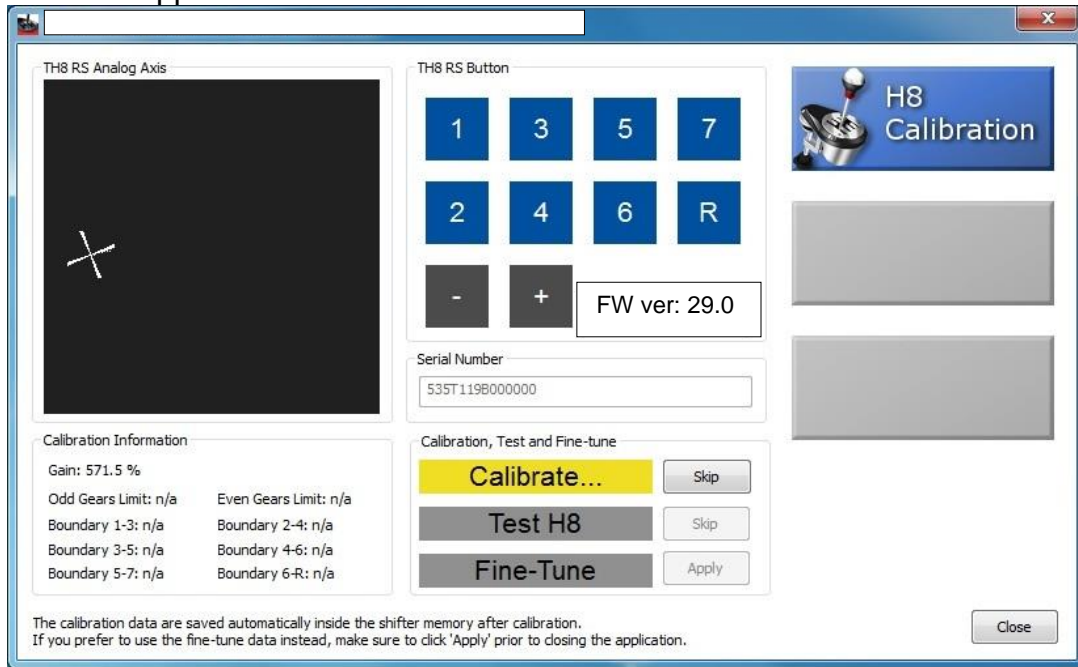 TH8 RS Analog Axis
TH8 RS Button
1 3 5 7
2 4 6 R
- +
FW ver: 29.0
H8
Calibration
Serial Number
535T119B000000
Calibration Information
Gain: 571.5 %
Odd Gears Limit: n/a Even Gears Limit: n/a
Boundary 1-3: n/a Boundary 2-4: n/a
Boundary 3-5: n/a Boundary 4-6: n/a
Boundary 5-7: n/a Boundary 6-R: n/a
Calibration, Test and Fine-tune
Calibrate... Skip
Test H8 Skip
Fine-Tune Apply
The calibration data are saved automatically inside the shifter memory after calibration.
If you prefer to use the fine-tune data instead, make sure to click 'Apply' prior to closing the application.
Close